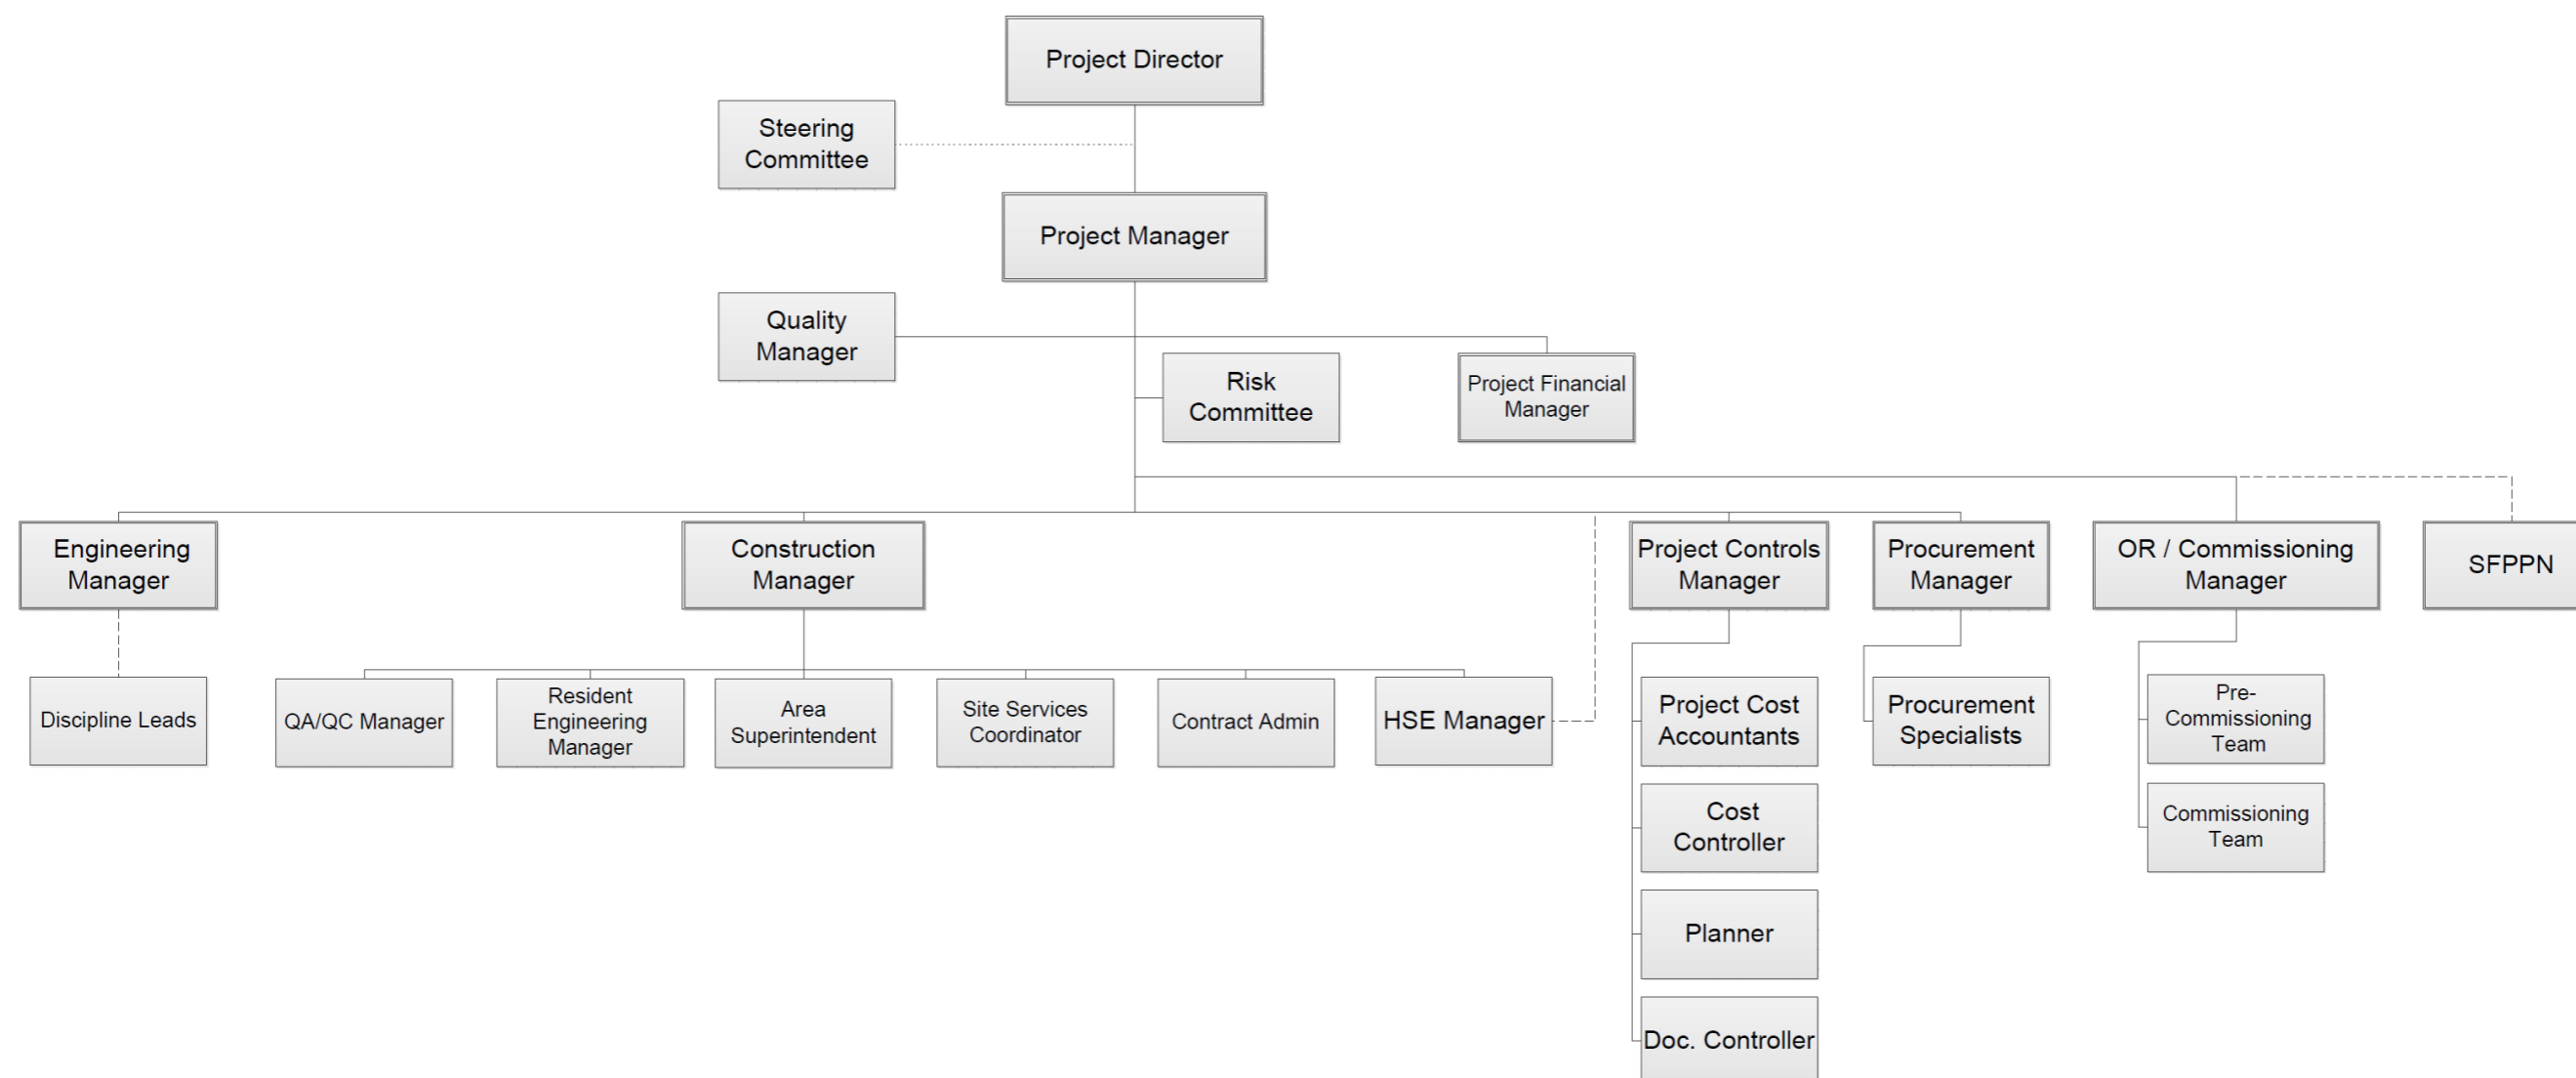 Project Director
Steering
Committee
Project Manager
Quality
Manager
Risk
Committee
Project Financial
Manager
Engineering
Manager
Construction
Manager
Project Controls
Manager
Procurement
Manager
OR / Commissioning
Manager
SFPPN
Discipline Leads
QA/QC Manager
Resident
Engineering
Manager
Area
Superintendent
Site Services
Coordinator
Contract Admin
HSE Manager
Project Cost
Accountants
Procurement
Specialists
Pre-
Commissioning
Team
Cost
Controller
Commissioning
Team
Planner
Doc. Controller